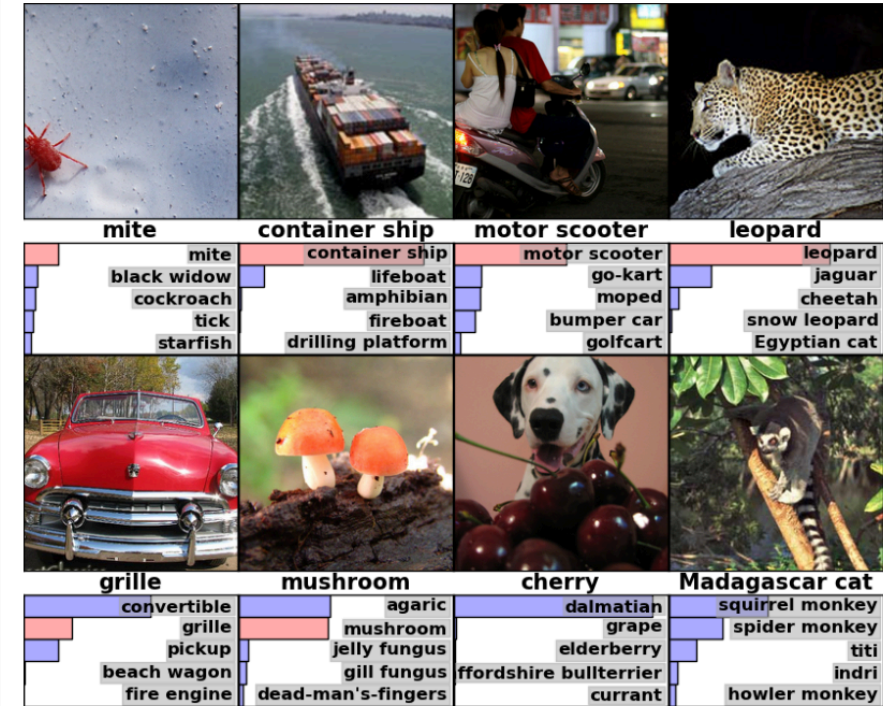 mite
container ship
motor scooter
leopard
mite
black widow
cockroach
tick
starfish
container ship
lifeboat
amphibian
fireboat
drilling platform
motor scooter
go-kart
moped
bumper car
golfcart
leopard
jaguar
cheetah
snow leopard
Egyptian cat
grille
mushroom
cherry
Madagascar cat
convertible
grille
pickup
beach wagon
fire engine
agaric
mushroom
jelly fungus
gill fungus
dead-man's-fingers
dalmatian
grape
elderberry
ffordshire bullterrier
currant
squirrel monkey
spider monkey
titi
indri
howler monkey